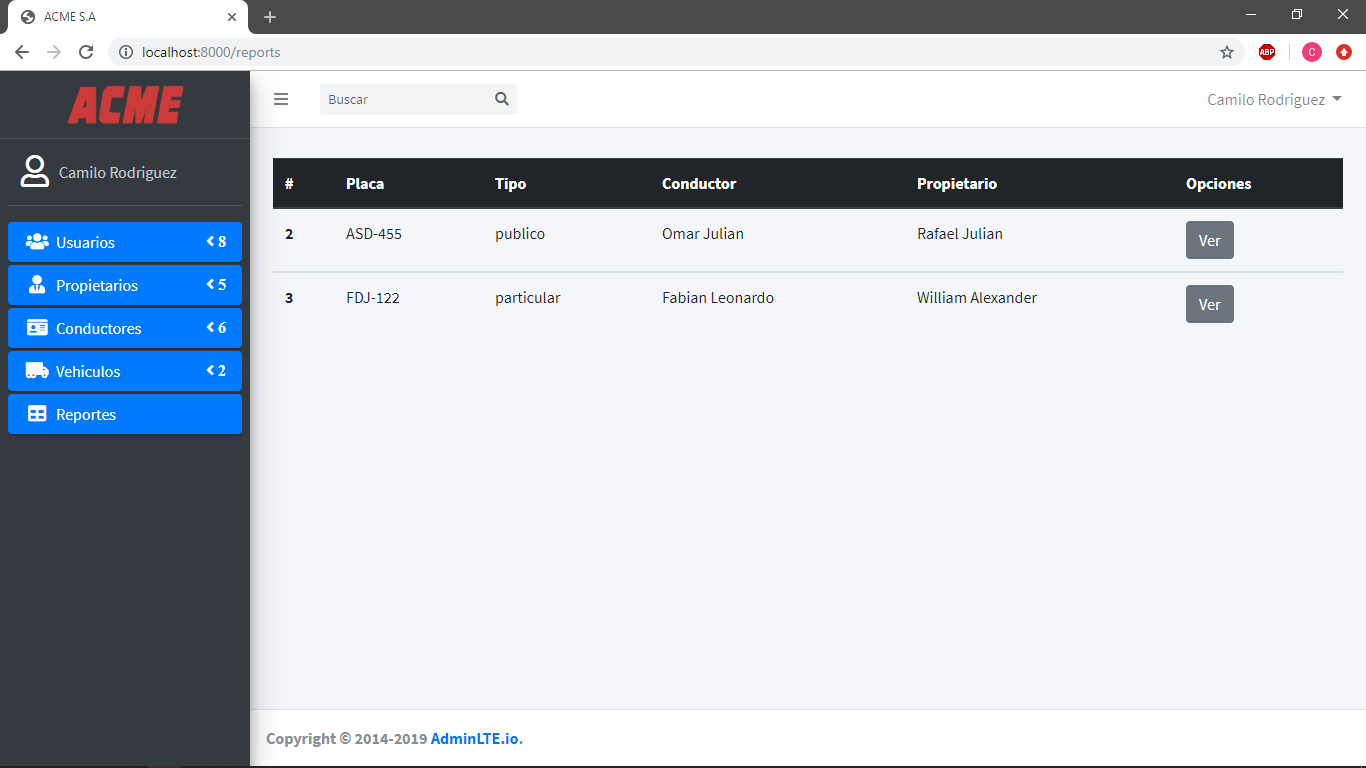 ACME S.A
localhost:8000/reports
ABP
C
ACME
Buscar
Camilo Rodriguez
Camilo Rodriguez
Usuarios 8
Propietarios 5
Conductores 6
Vehiculos 2
Reportes
# Placa Tipo Conductor Propietario Opciones
2 ASD-455 publico Omar Julian Rafael Julian Ver
3 FDJ-122 particular Fabian Leonardo William Alexander Ver
Copyright © 2014-2019 AdminLTE.io.